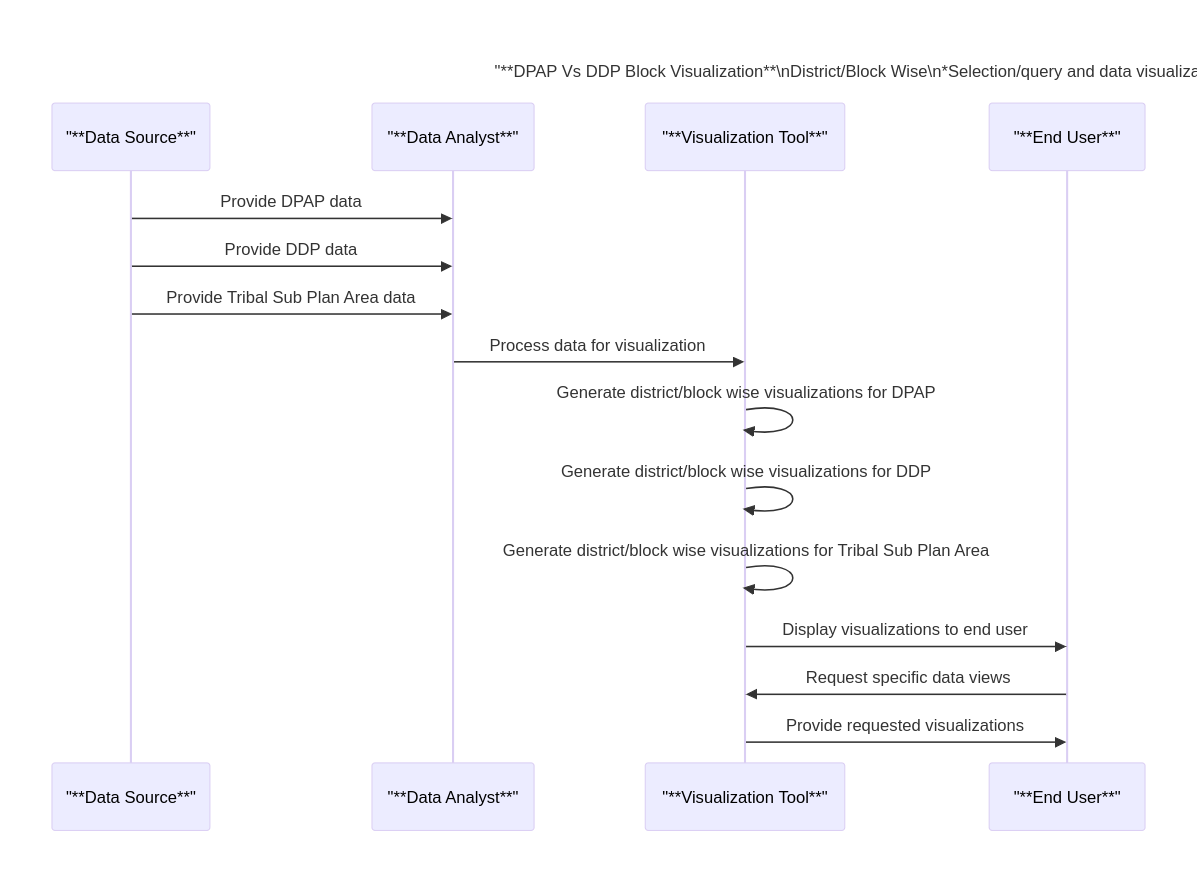 "**DPAP Vs DDP Block Visualization**\nDistrict/Block Wise\n*Selection/query and data visualiza
"**Data Source**" "**Data Analyst**" "**Visualization Tool**" "**End User**"
Provide DPAP data
Provide DDP data
Provide Tribal Sub Plan Area data
Process data for visualization
Generate district/block wise visualizations for DPAP
Generate district/block wise visualizations for DDP
Generate district/block wise visualizations for Tribal Sub Plan Area
Display visualizations to end user
Request specific data views
Provide requested visualizations
"**Data Source**" "**Data Analyst**" "**Visualization Tool**" "**End User**"